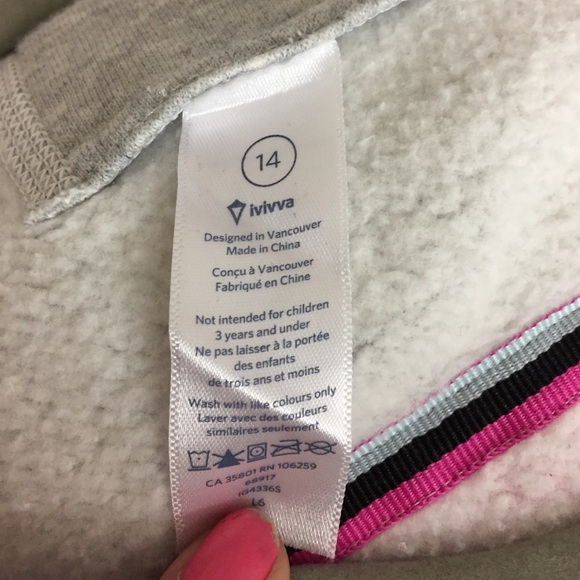 14
ivivva
Designed in Vancouver
Made in China
Conçu à Vancouver
Fabriqué en Chine
Not intended for children
3 years and under
Ne pas laisser à la portée
des enfants
de trois ans et moins
Wash with like colours only
Laver avec des couleurs
similaires seulement
CA 35801 RN 106259
68917